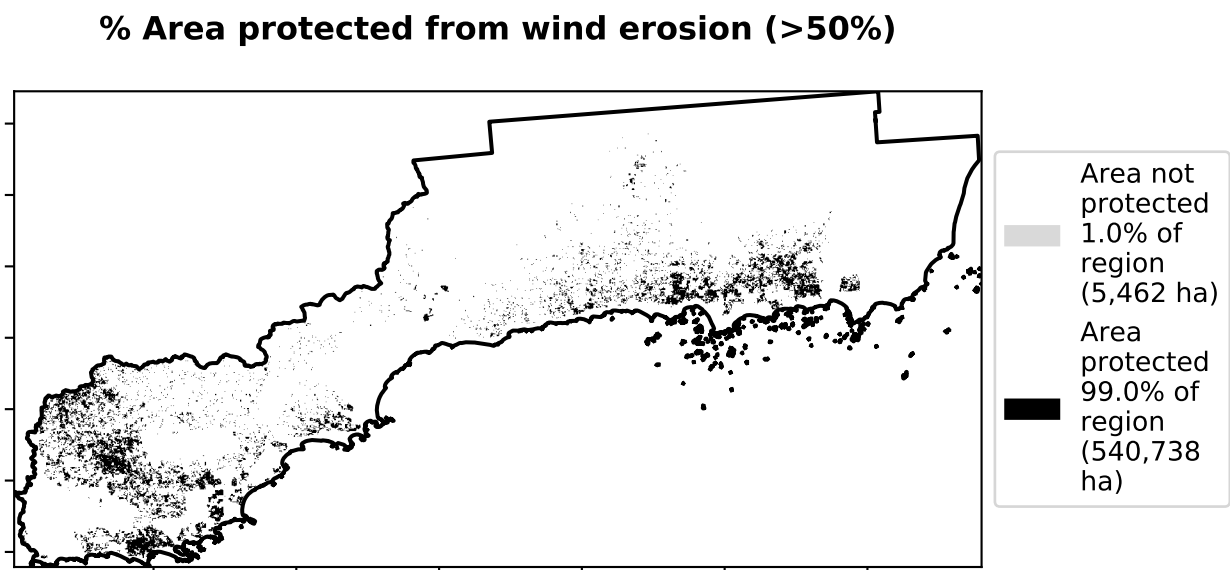 % Area protected from wind erosion (>50%)
Area not
protected
1.0% of
region
(5,462 ha)
Area
protected
99.0% of
region
(540,738
ha)